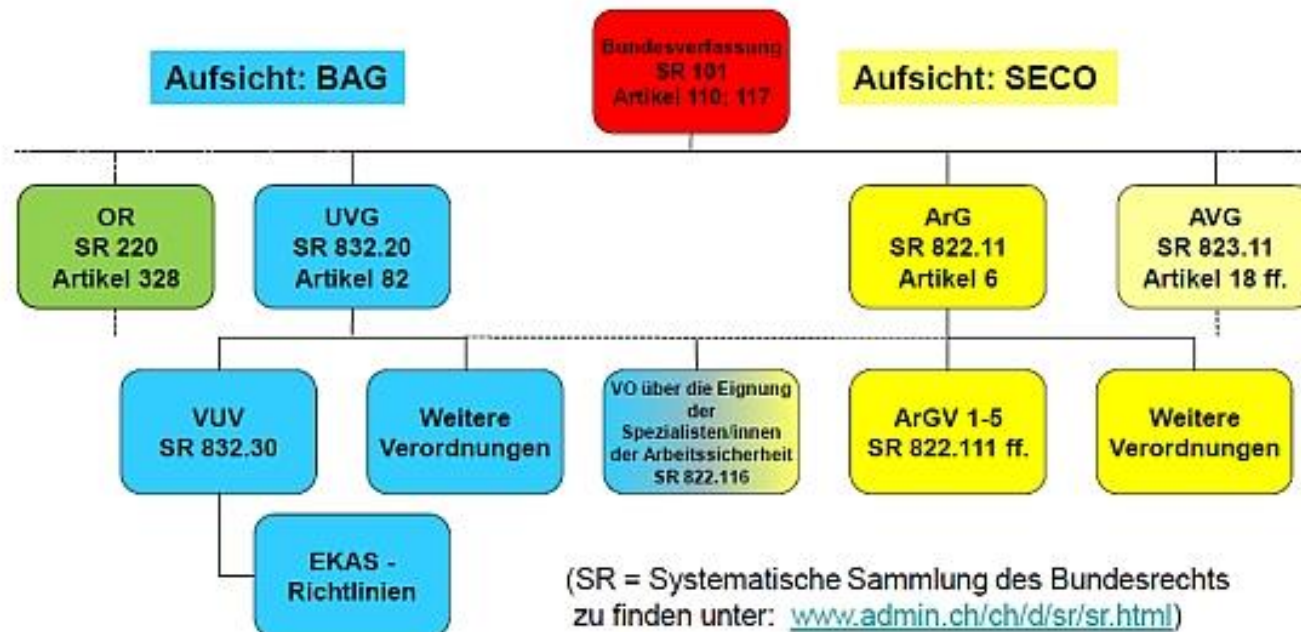 Bundesverfassung
SR 101
Artikel 110; 117
Aufsicht: BAG
Aufsicht: SECO
OR
SR 220
Artikel 328
UVG
SR 832.20
Artikel 82
ArG
SR 822.11
Artikel 6
AVG
SR 823.11
Artikel 18 ff.
VUV
SR 832.30
Weitere
Verordnungen
VO über die Eignung
der
Spezialisten/innen
der Arbeitssicherheit
SR 822.116
ArGV 1-5
SR 822.111 ff.
Weitere
Verordnungen
EKAS -
Richtlinien
(SR = Systematische Sammlung des Bundesrechts
zu finden unter: www.admin.ch/ch/d/sr/sr.html)